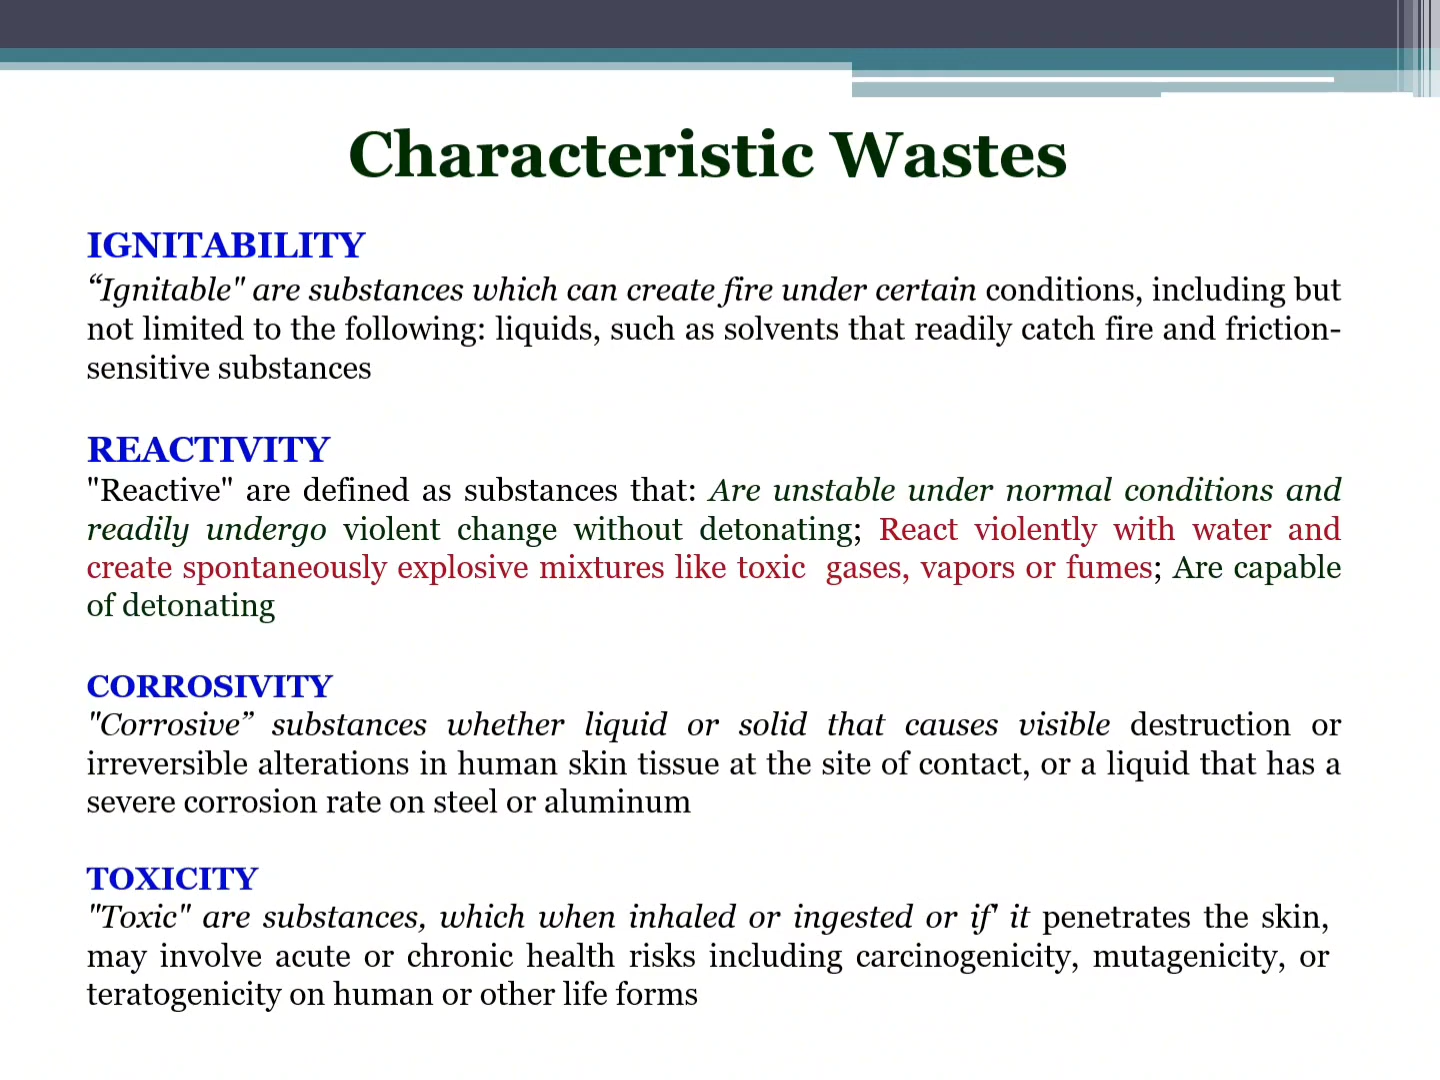 Characteristic Wastes
IGNITABILITY
“Ignitable" are substances which can create fire under certain conditions, including but
not limited to the following: liquids, such as solvents that readily catch fire and friction-
sensitive substances
REACTIVITY
"Reactive" are defined as substances that: Are unstable under normal conditions and
readily undergo violent change without detonating; React violently with water and
create spontaneously explosive mixtures like toxic  gases, vapors or fumes; Are capable
of detonating
CORROSIVITY
"Corrosive” substances whether liquid or solid that causes visible destruction or
irreversible alterations in human skin tissue at the site of contact, or a liquid that has a
severe corrosion rate on steel or aluminum
TOXICITY
"Toxic" are substances, which when inhaled or ingested or if' it penetrates the skin,
may involve acute or chronic health risks including carcinogenicity, mutagenicity, or
teratogenicity on human or other life forms